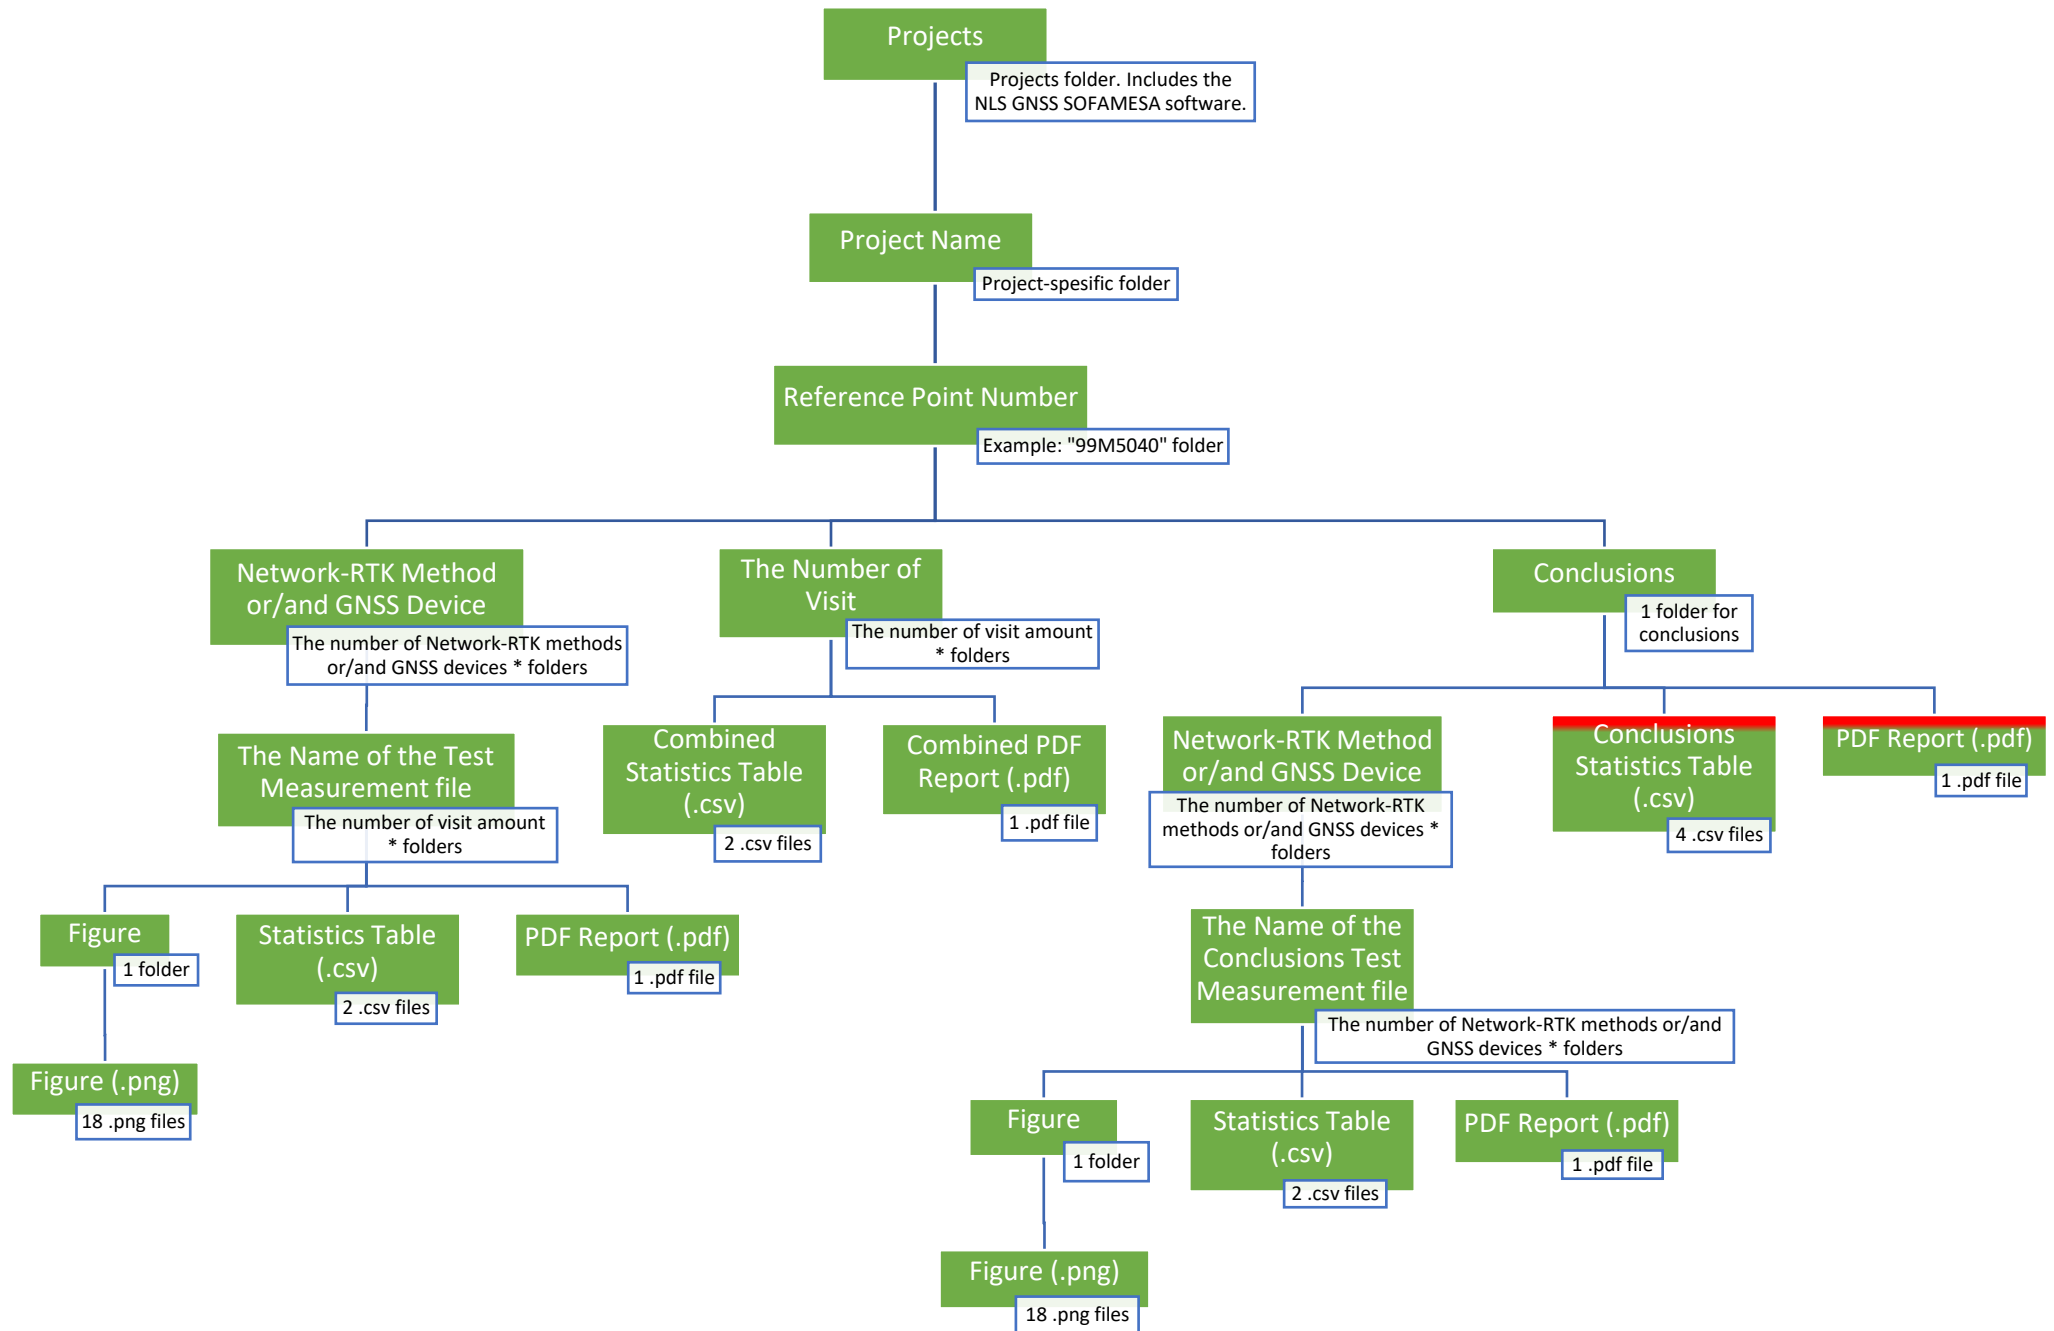 Projects
Projects folder. Includes the
NLS GNSS SOFAMESA software.
Project Name
Project-spesific folder
Reference Point Number
Example: "99M5040" folder
Network-RTK Method
or/and GNSS Device
The number of Network-RTK methods
or/and GNSS devices * folders
The Number of
Visit
The number of visit amount
* folders
Conclusions
1 folder for
conclusions
The Name of the Test
Measurement file
The number of visit amount
* folders
Combined
Statistics Table
(.csv)
2 .csv files
Combined PDF
Report (.pdf)
1 .pdf file
Network-RTK Method
or/and GNSS Device
The number of Network-RTK
methods or/and GNSS devices *
folders
Conclusions
Statistics Table
(.csv)
4 .csv files
PDF Report (.pdf)
1 .pdf file
Figure
1 folder
Statistics Table
(.csv)
2 .csv files
PDF Report (.pdf)
1 .pdf file
The Name of the
Conclusions Test
Measurement file
The number of Network-RTK methods or/and
GNSS devices * folders
Figure (.png)
18 .png files
Figure
1 folder
Statistics Table
(.csv)
2 .csv files
PDF Report (.pdf)
1 .pdf file
Figure (.png)
18 .png files